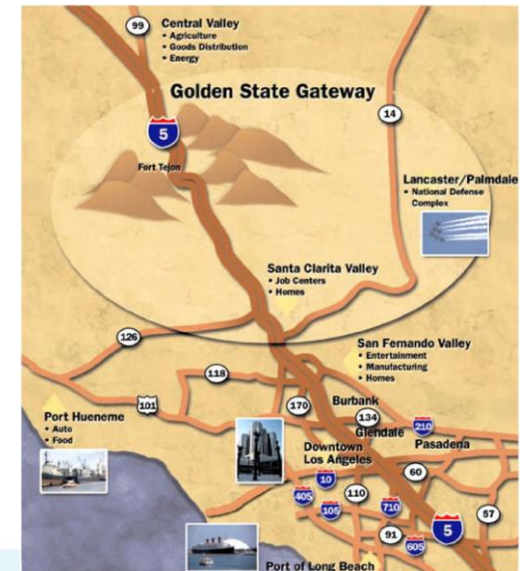 99
Central Valley
• Agriculture
• Goods Distribution
• Energy
Golden State Gateway
5
14
Fort Tejon
Lancaster/Palmdale
• National Defense
Complex
Santa Clarita Valley
• Job Centers
• Homes
126
San Fernando Valley
• Entertainment
• Manufacturing
• Homes
118
101
170
Burbank
134
210
Port Hueneme
• Auto
• Food
Glendale
Pasadena
Downtown
Los Angeles
10
60
405
110
105
710
57
5
91
605
Port of Long Beach